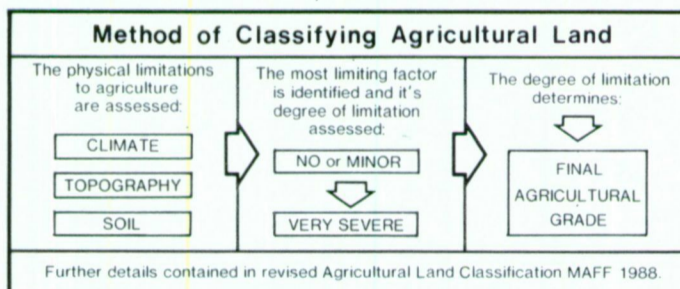 Method of Classifying Agricultural Land
The physical limitations
to agriculture
are assessed:
CLIMATE
TOPOGRAPHY
SOIL
The most limiting factor
is identified and it's
degree of limitation
assessed:
NO or MINOR
VERY SEVERE
The degree of limitation
determines:
FINAL
AGRICULTURAL
GRADE
Further details contained in revised Agricultural Land Classification MAFF 1988.